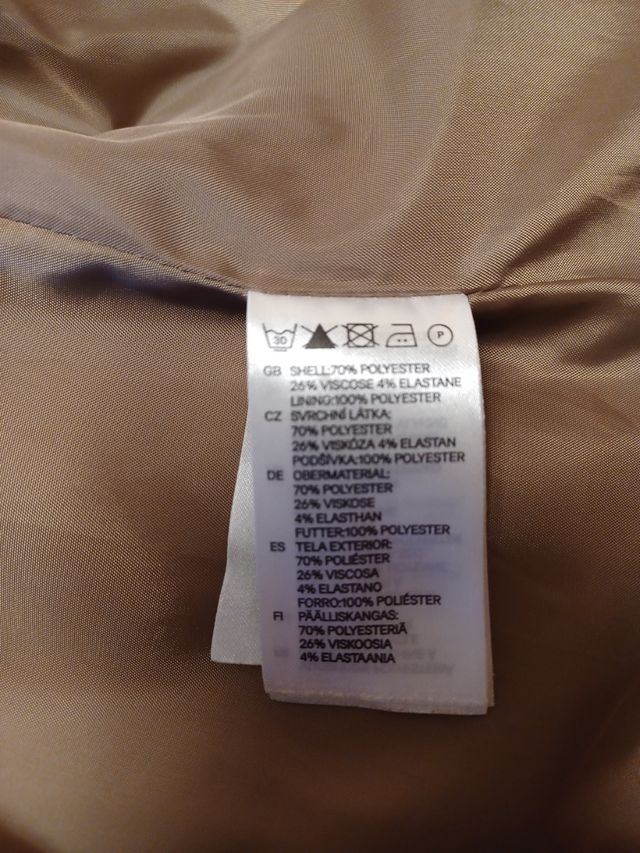 30
P
GB SHELL:70% POLYESTER
26% VISCOSE 4% ELASTANE
LINING:100% POLYESTER
CZ SVRCHNÍ LÁTKA:
70% POLYESTER
26% VISKÓZA 4% ELASTAN
PODŠÍVKA:100% POLYESTER
DE OBERMATERIAL:
70% POLYESTER
26% VISKOSE
4% ELASTHAN
FUTTER:100% POLYESTER
ES TELA EXTERIOR:
70% POLIÉSTER
26% VISCOSA
4% ELASTANO
FORRO:100% POLIÉSTER
FI PÄÄLLISKANGAS:
70% POLYESTERIÄ
26% VISKOOSIA
4% ELASTAANIA